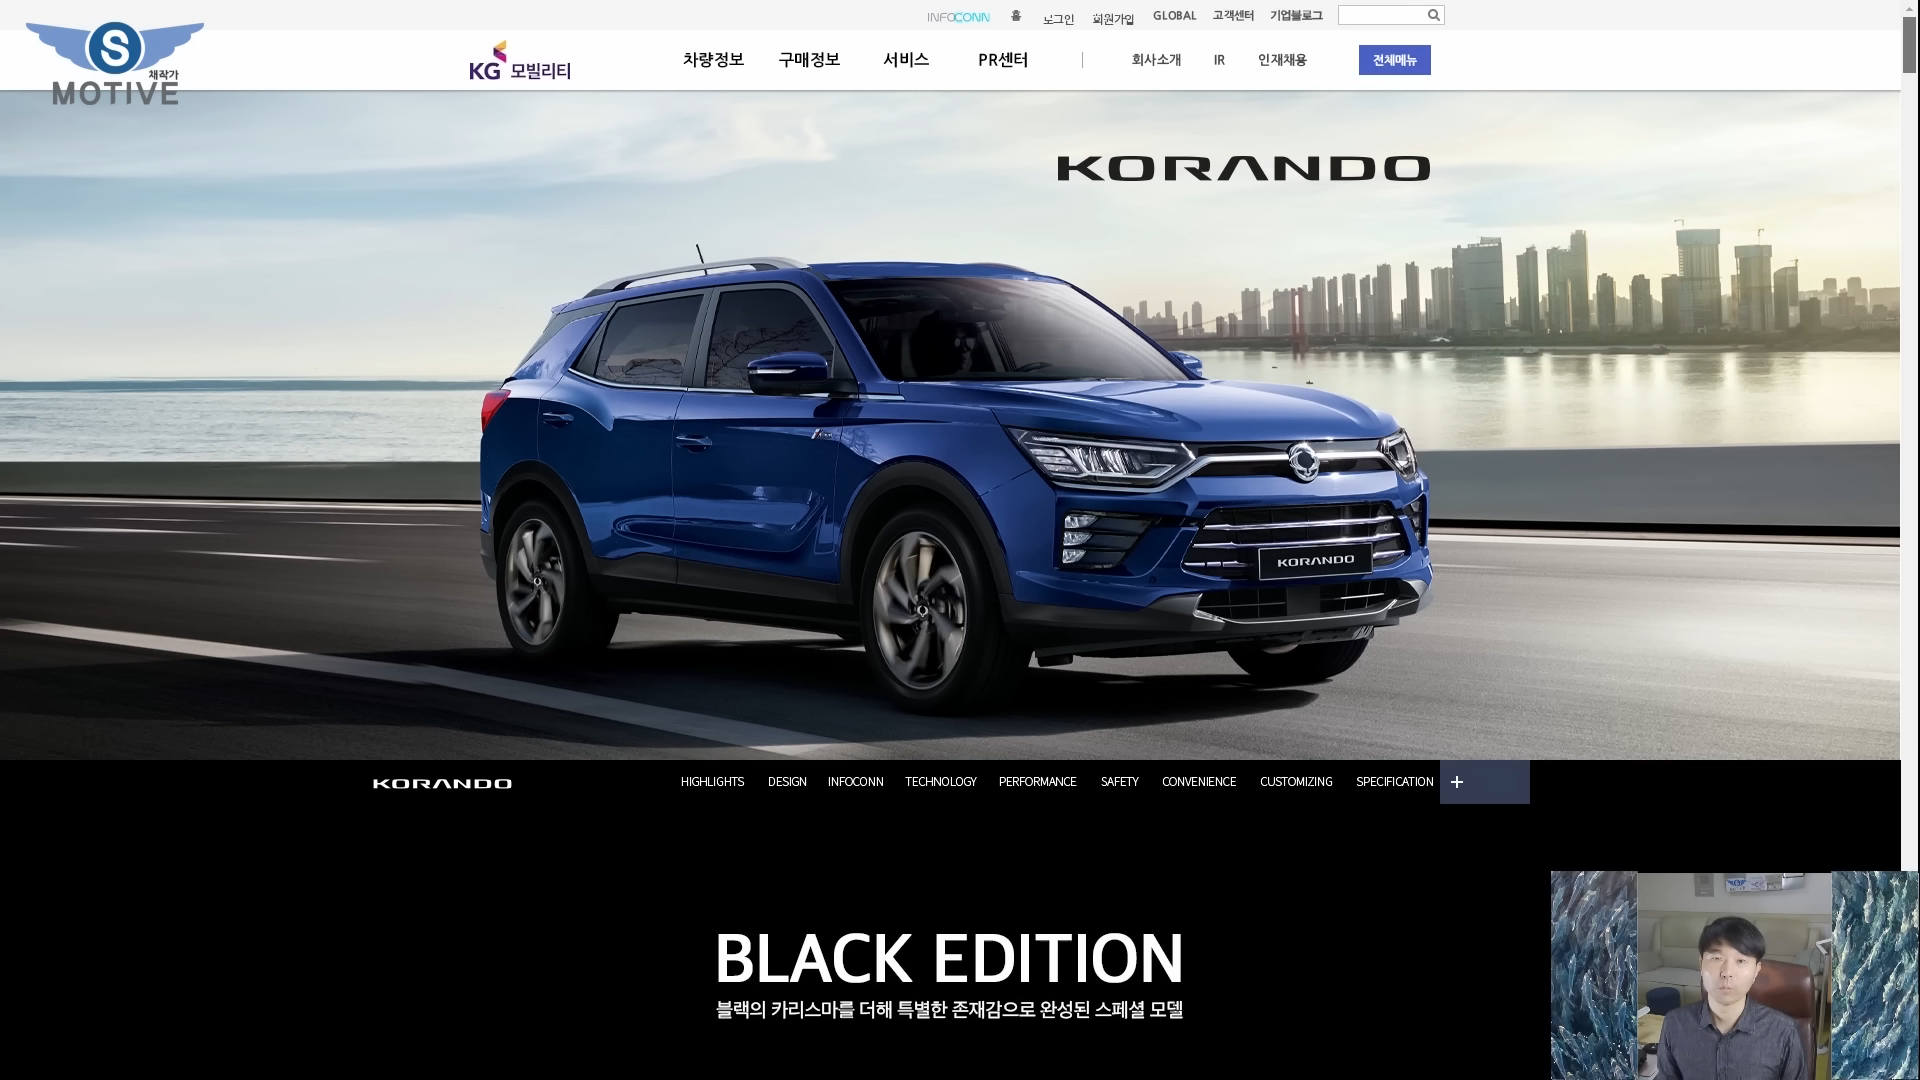 INFOCONN 홈 로그인 회원가입 GLOBAL 고객센터 기업블로그
S
채작가
MOTIVE
KG 모빌리티
차량정보 구매정보 서비스 PR센터 회사소개 IR 인재채용 전체메뉴
KORANDO
KORANDO
KORANDO HIGHLIGHTS DESIGN INFOCONN TECHNOLOGY PERFORMANCE SAFETY CONVENIENCE CUSTOMIZING SPECIFICATION +
BLACK EDITION
블랙의 카리스마를 더해 특별한 존재감으로 완성된 스페셜 모델